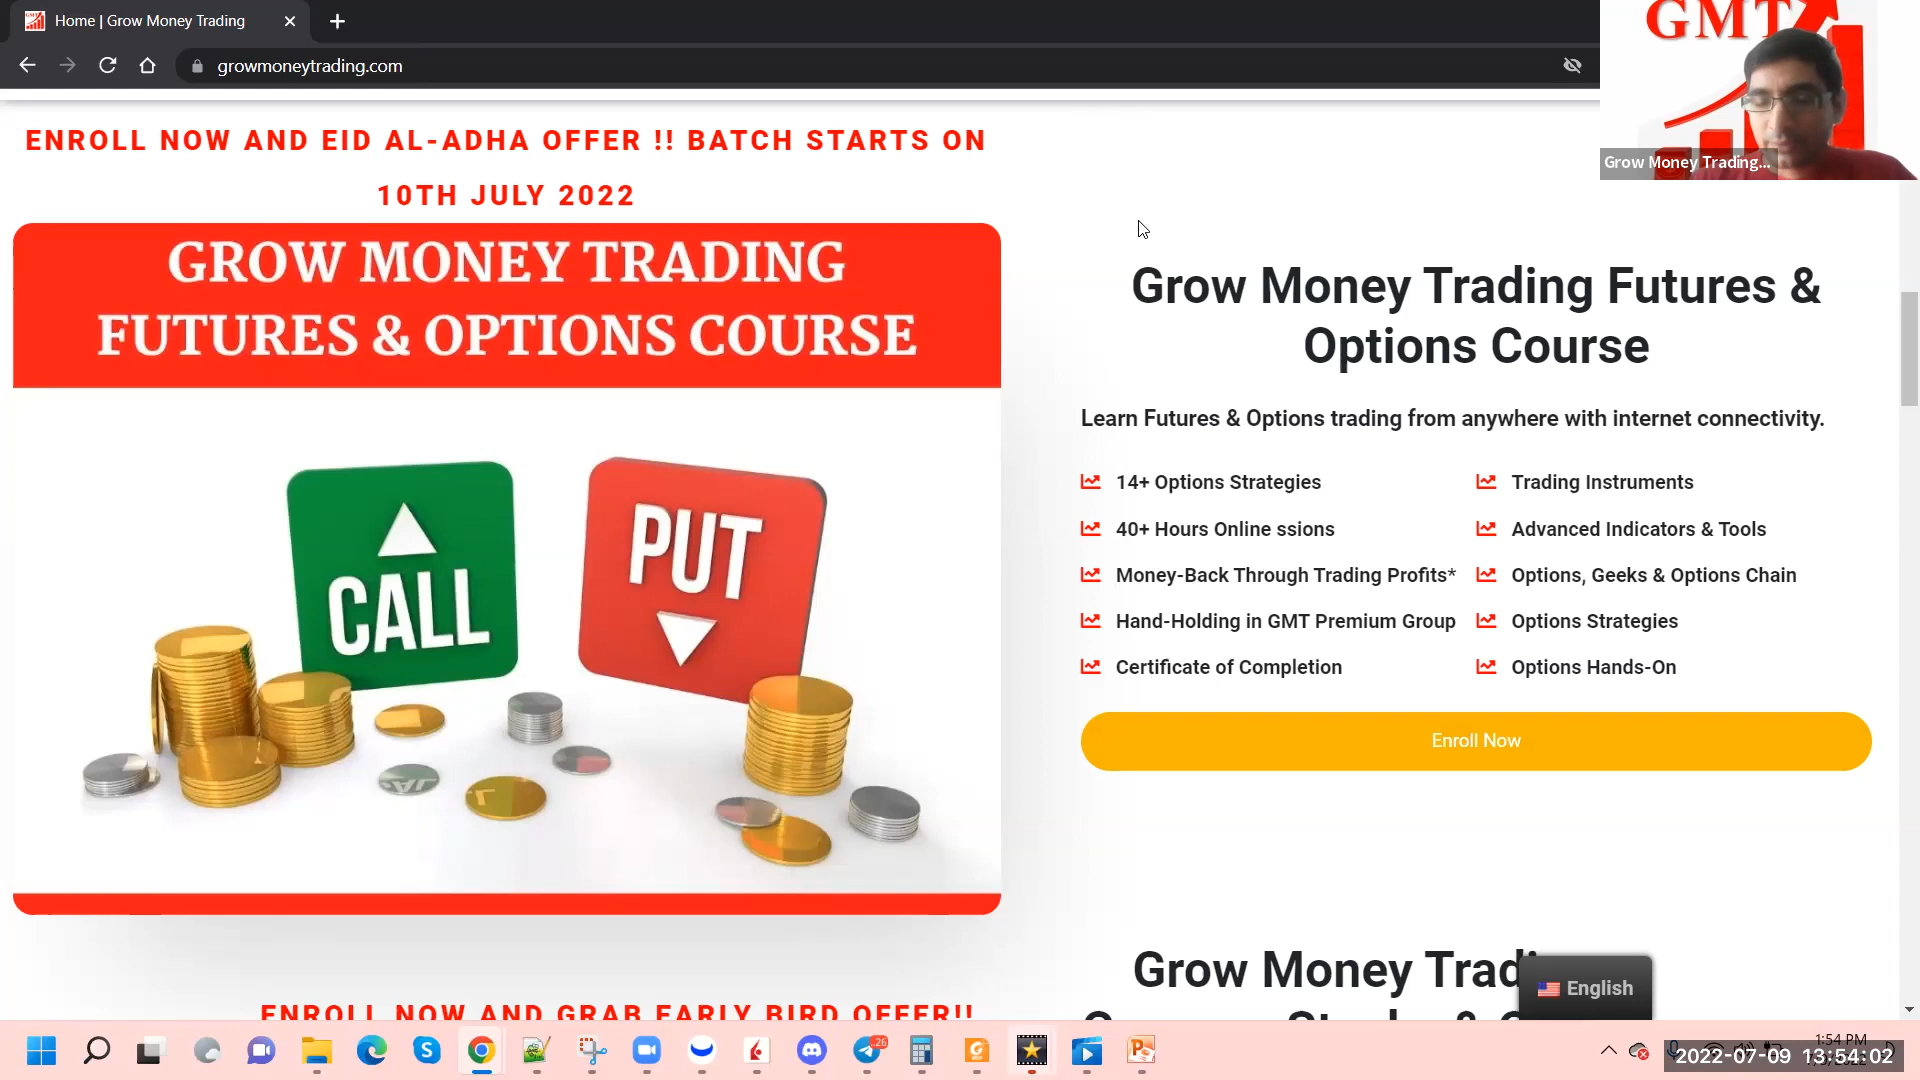 Home | Grow Money Trading
growmoneytrading.com
GMT
Grow Money Trading...
ENROLL NOW AND EID AL-ADHA OFFER !! BATCH STARTS ON
10TH JULY 2022
GROW MONEY TRADING
FUTURES & OPTIONS COURSE
CALL
PUT
Grow Money Trading Futures &
Options Course
Learn Futures & Options trading from anywhere with internet connectivity.
14+ Options Strategies
Trading Instruments
40+ Hours Online ssions
Advanced Indicators & Tools
Money-Back Through Trading Profits*
Options, Geeks & Options Chain
Hand-Holding in GMT Premium Group
Options Strategies
Certificate of Completion
Options Hands-On
Enroll Now
ENROLL NOW AND GRAB EARLY BIRD OFFER!!
Grow Money Trad
English
26
1:54 PM
2022-07-09 13:54:02